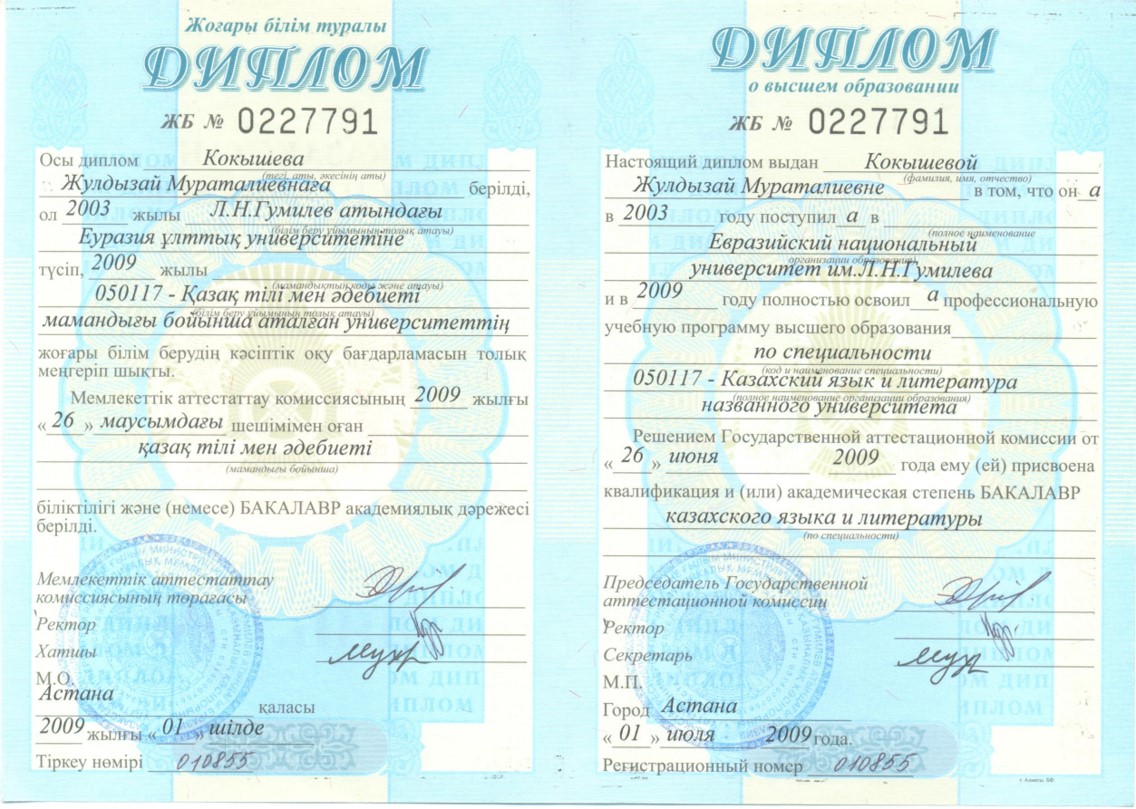 Жоғары білім туралы
ДИПЛОМ
ЖБ № 0227791
Осы диплом Кокышева
(тегі, аты, әкесінің аты)
Жулдызай Мураталиевнаға берілді,
ол 2003 жылы Л.Н.Гумилев атындағы
(білім беру ұйымының толық атауы)
Еуразия ұлттық университетіне
түсіп, 2009 жылы
(мамандықтың коды және атауы)
050117 - Қазақ тілі мен әдебиеті
(білім беру ұйымының толық атауы)
мамандығы бойынша аталған университеттің
жоғары білім берудің кәсіптік оқу бағдарламасын толық
меңгеріп шықты.
Мемлекеттік аттестаттау комиссиясының 2009 жылғы
« 26 » маусымдағы шешімімен оған
қазақ тілі мен әдебиеті
(мамандығы бойынша)
біліктілігі және (немесе) БАКАЛАВР академиялық дәрежесі
берілді.
Мемлекеттік аттестаттау
комиссиясының төрағасы
Ректор
Хатшы
М.О.
Астана қаласы
2009 жылғы « 01 » шілде
Тіркеу нөмірі 010855
ДИПЛОМ
о высшем образовании
ЖБ № 0227791
Настоящий диплом выдан Кокышевой
(фамилия, имя, отчество)
Жулдызай Мураталиевне в том, что он а
в 2003 году поступил а в
(полное наименование
Евразийский национальный
организации образования)
университет им.Л.Н.Гумилева
и в 2009 году полностью освоил а профессиональную
учебную программу высшего образования
по специальности
(код и наименование специальности)
050117 - Казахский язык и литература
(полное наименование организации образования)
названного университета
Решением Государственной аттестационной комиссии от
« 26 » июня 2009 года ему (ей) присвоена
квалификация и (или) академическая степень БАКАЛАВР
казахского языка и литературы
(по специальности)
Председатель Государственной
аттестационной комиссии
Ректор
Секретарь
М.П.
Город Астана
« 01 » июля 2009 года.
Регистрационный номер 010855